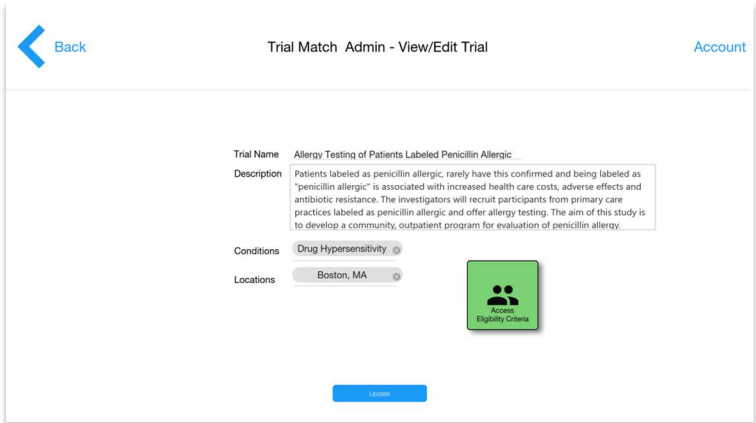 Back
Trial Match Admin - View/Edit Trial
Account
Trial Name Allergy Testing of Patients Labeled Penicillin Allergic
Description Patients labeled as penicillin allergic, rarely have this confirmed and being labeled as
"penicillin allergic" is associated with increased health care costs, adverse effects and
antibiotic resistance. The investigators will recruit participants from primary care
practices labeled as penicillin allergic and offer allergy testing. The aim of this study is
to develop a community, outpatient program for evaluation of penicillin allergy.
Conditions Drug Hypersensitivity
Locations Boston, MA
Access
Eligibility Criteria
Update